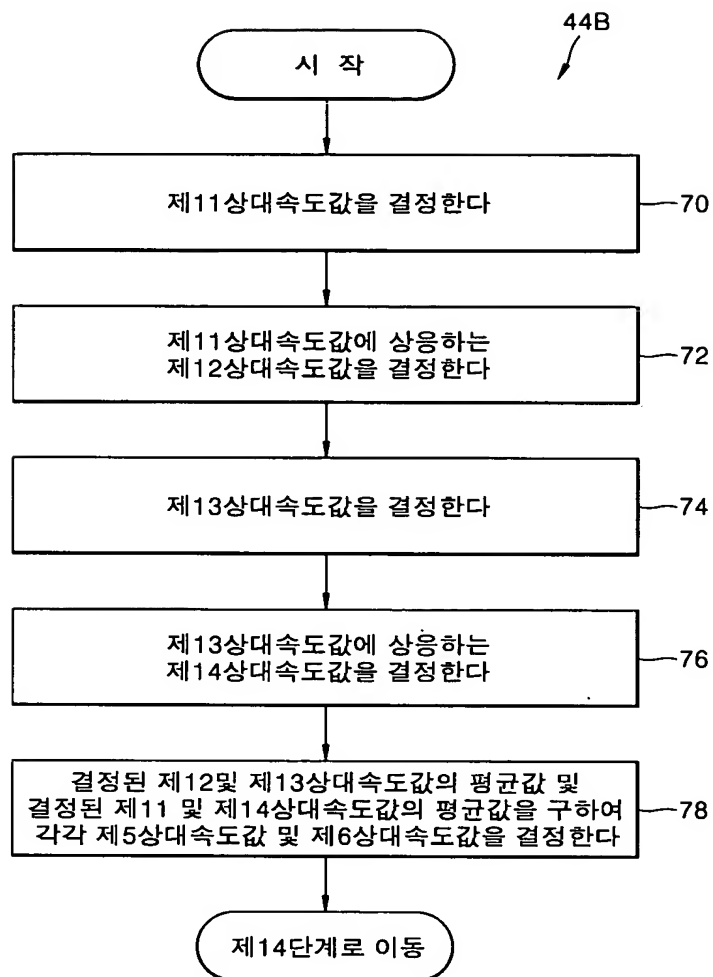 44B
시 작
제11상대속도값을 결정한다
70
제11상대속도값에 상응하는
제12상대속도값을 결정한다
72
제13상대속도값을 결정한다
74
제13상대속도값에 상응하는
제14상대속도값을 결정한다
76
결정된 제12및 제13상대속도값의 평균값 및
결정된 제11 및 제14상대속도값의 평균값을 구하여
각각 제5상대속도값 및 제6상대속도값을 결정한다
78
제14단계로 이동